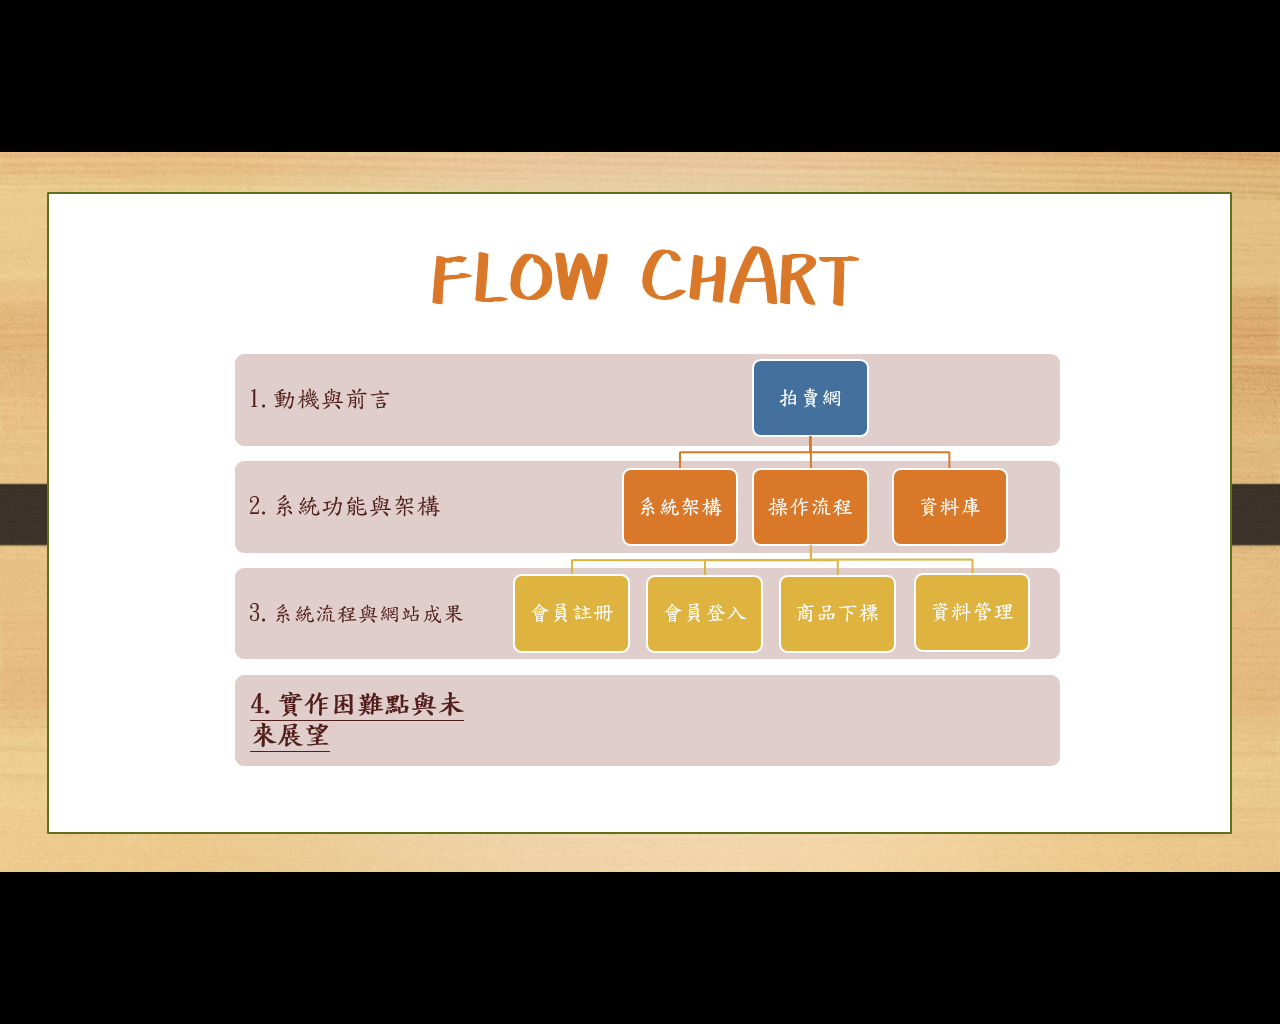 FLOW CHART
1. 動機與前言
拍賣網
2. 系統功能與架構
系統架構
操作流程
資料庫
3. 系統流程與網站成果
會員註冊
會員登入
商品下標
資料管理
4. 實作困難點與未
來展望